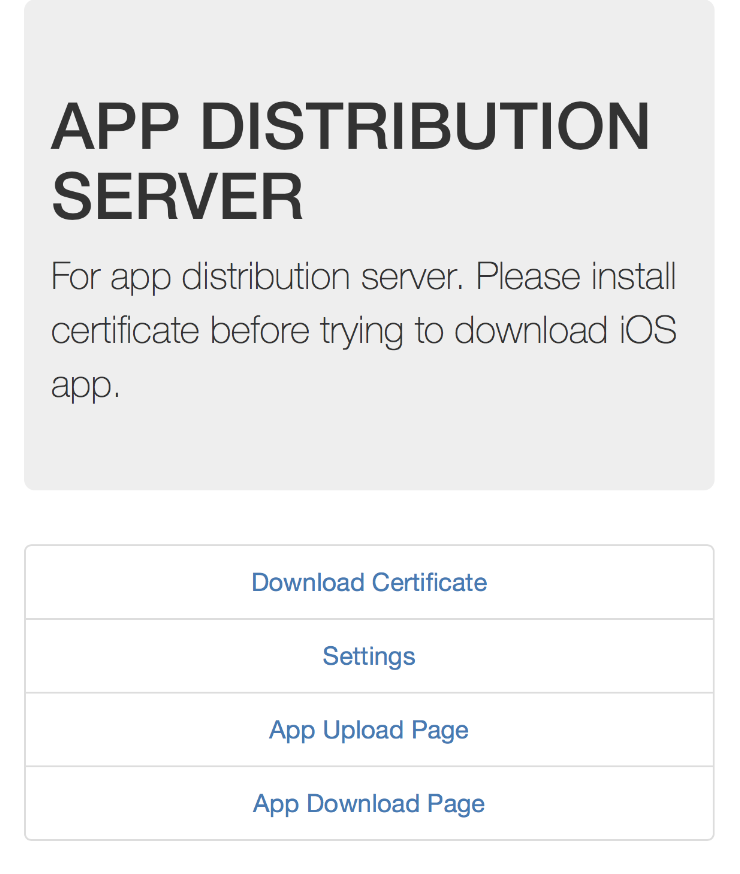 APP DISTRIBUTION
SERVER
For app distribution server. Please install
certificate before trying to download iOS
app.
Download Certificate
Settings
App Upload Page
App Download Page